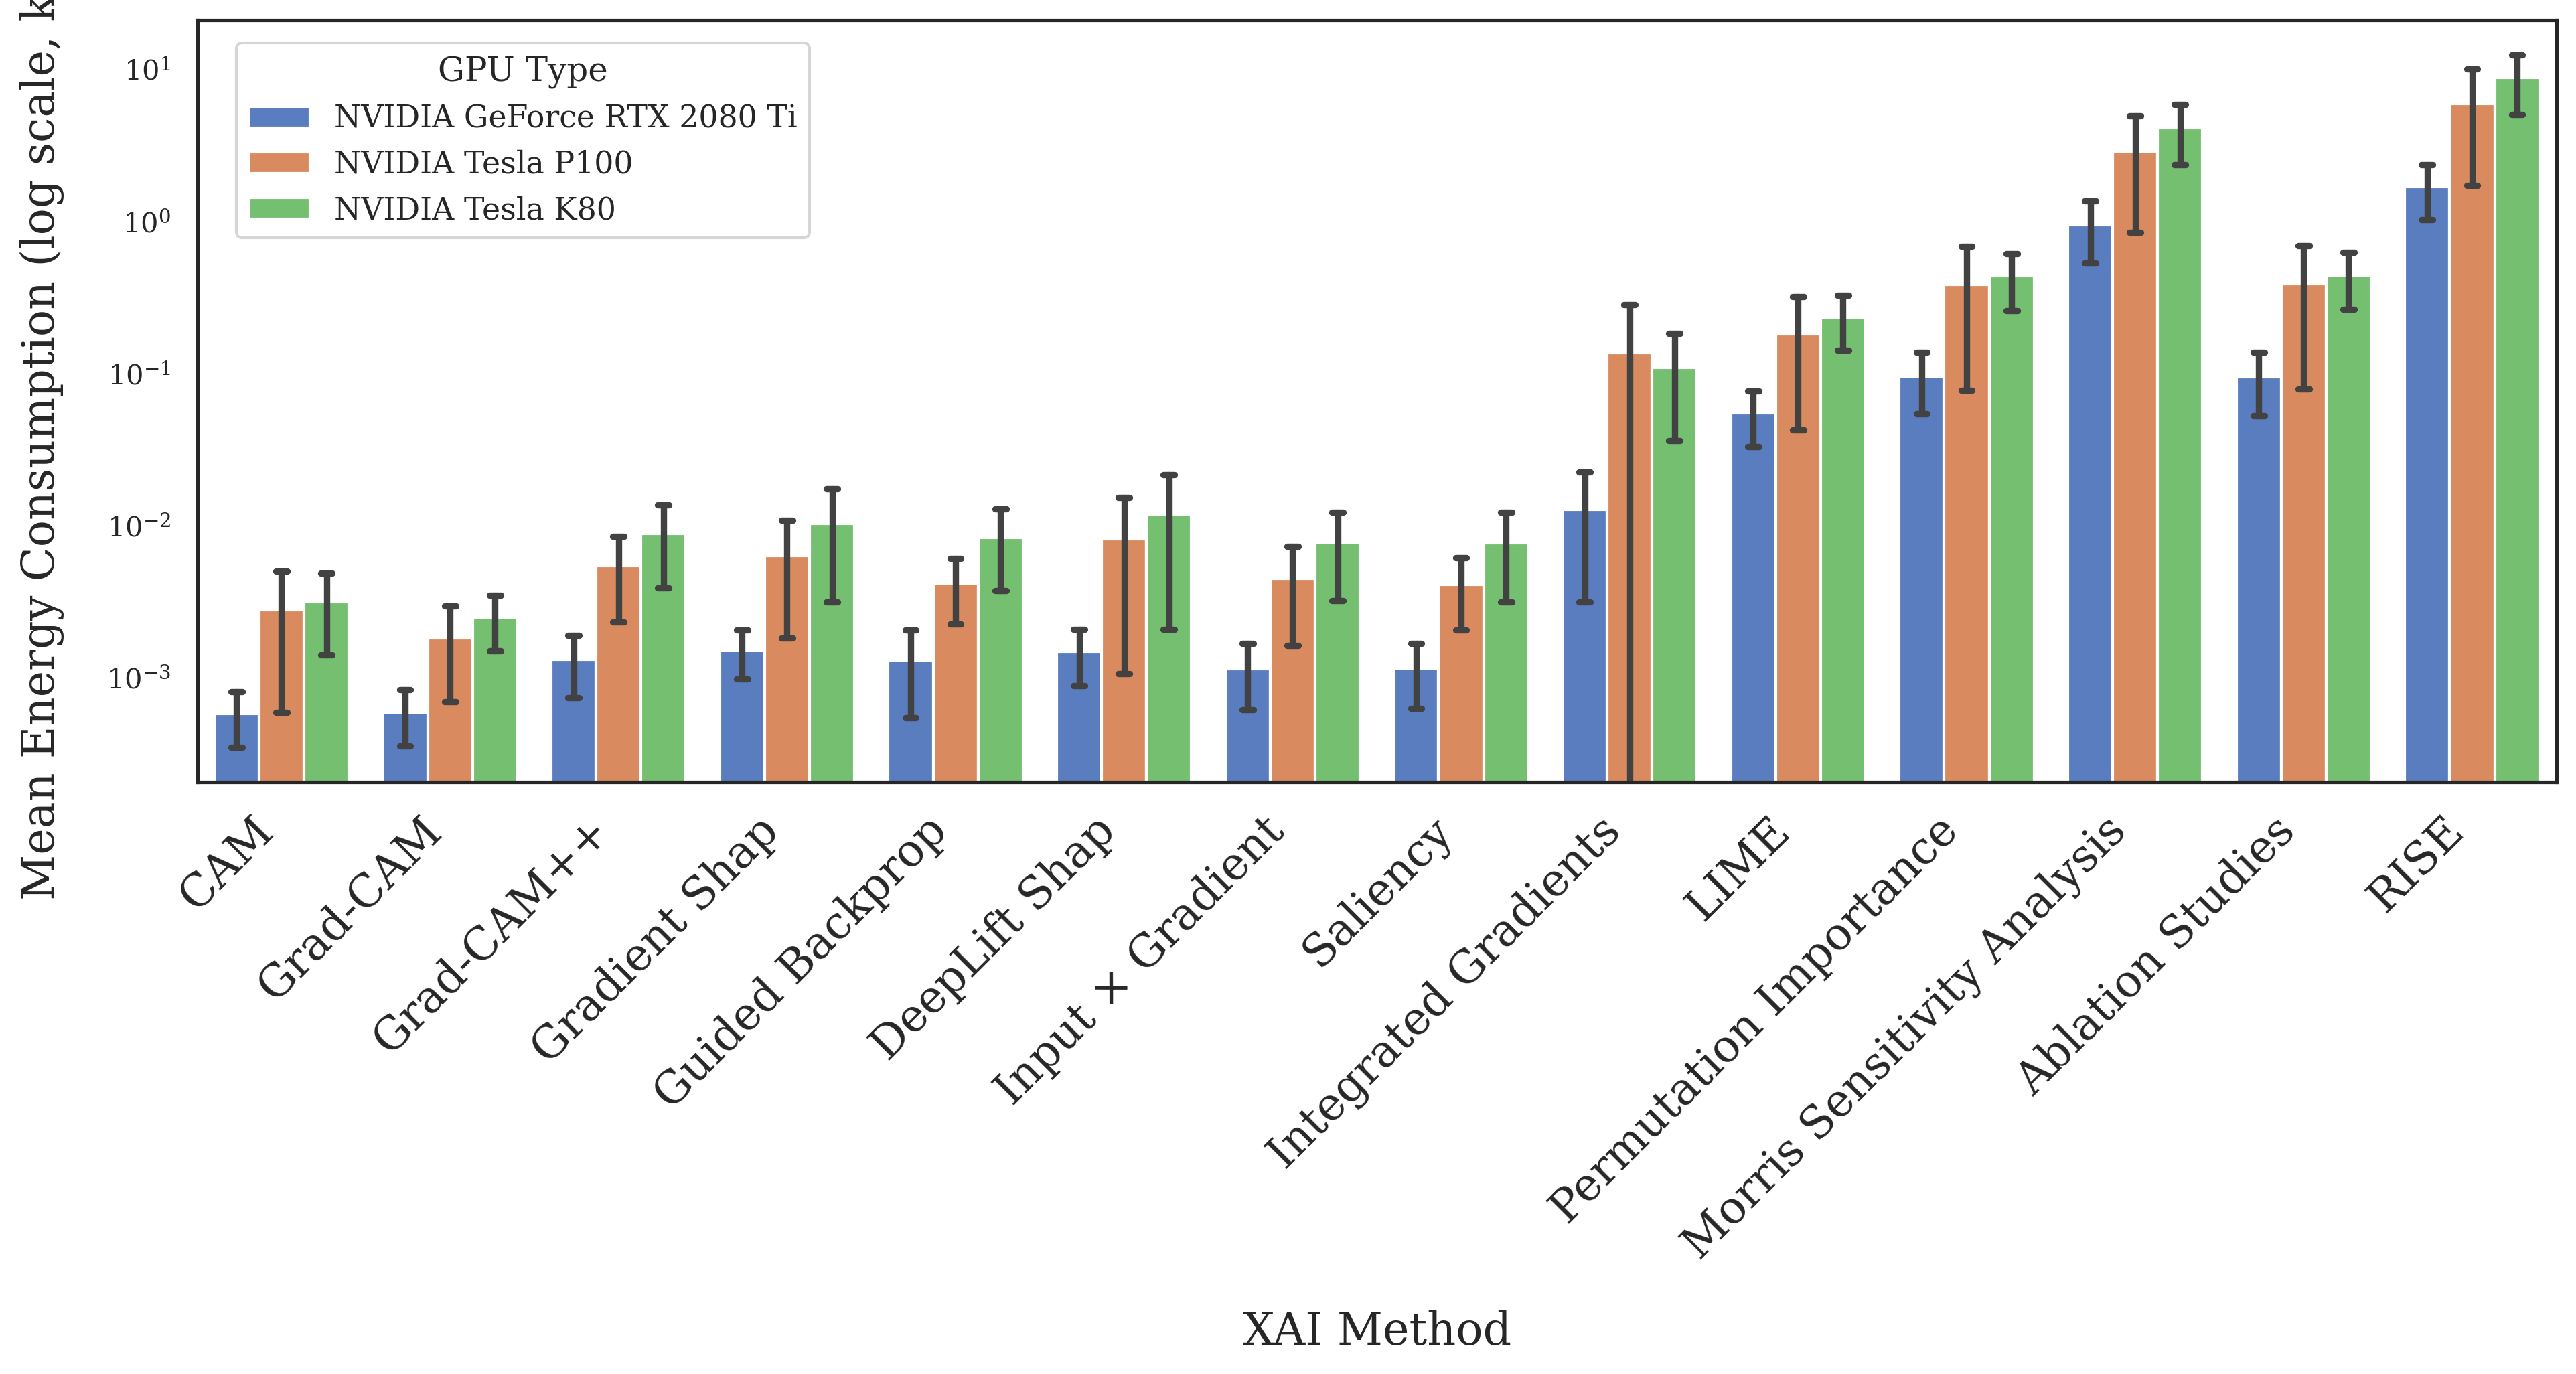 Mean Energy Consumption (log scale, k
10¹
10⁰
10⁻¹
10⁻²
10⁻³
GPU Type
NVIDIA GeForce RTX 2080 Ti
NVIDIA Tesla P100
NVIDIA Tesla K80
CAM
Grad-CAM
Grad-CAM++
Gradient Shap
Guided Backprop
DeepLift Shap
Input × Gradient
Saliency
Integrated Gradients
LIME
Permutation Importance
Morris Sensitivity Analysis
Ablation Studies
RISE
XAI Method